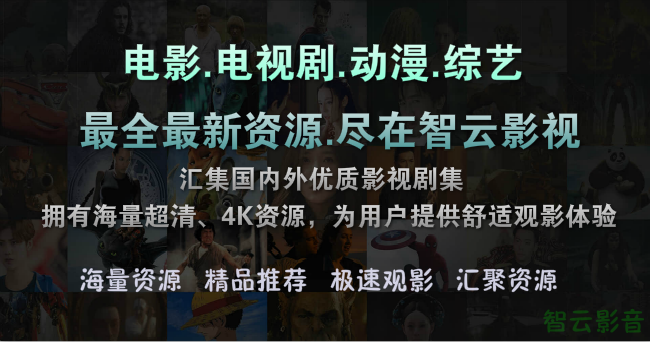 电影.电视剧.动漫.综艺
最全最新资源.尽在智云影视
汇集国内外优质影视剧集
拥有海量超清、4K资源，为用户提供舒适观影体验
海量资源 精品推荐 极速观影 汇聚资源
智云影音